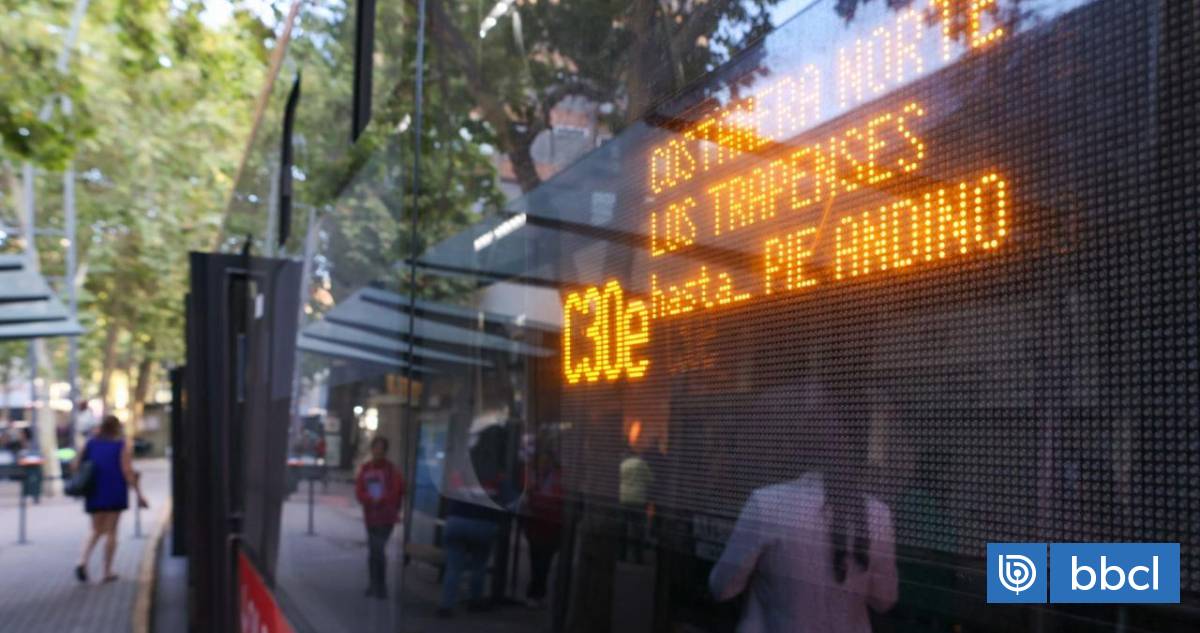 COSTANERA NORTE
LOS TRAPENSES
hasta… PIE ANDINO
C30e
bbcl